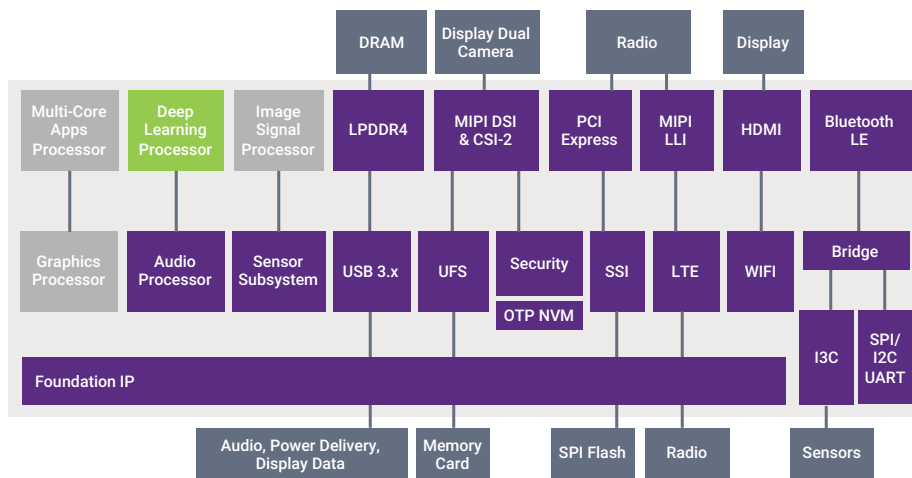 DRAM
Display Dual
Camera
Radio
Display
Multi-Core
Apps
Processor
Deep
Learning
Processor
Image
Signal
Processor
LPDDR4
MIPI DSI
& CSI-2
PCI
Express
MIPI
LLI
HDMI
Bluetooth
LE
Graphics
Processor
Audio
Processor
Sensor
Subsystem
USB 3.x
UFS
Security
OTP NVM
SSI
LTE
WIFI
Bridge
I3C
SPI/
I2C
UART
Foundation IP
Audio, Power Delivery,
Display Data
Memory
Card
SPI Flash
Radio
Sensors